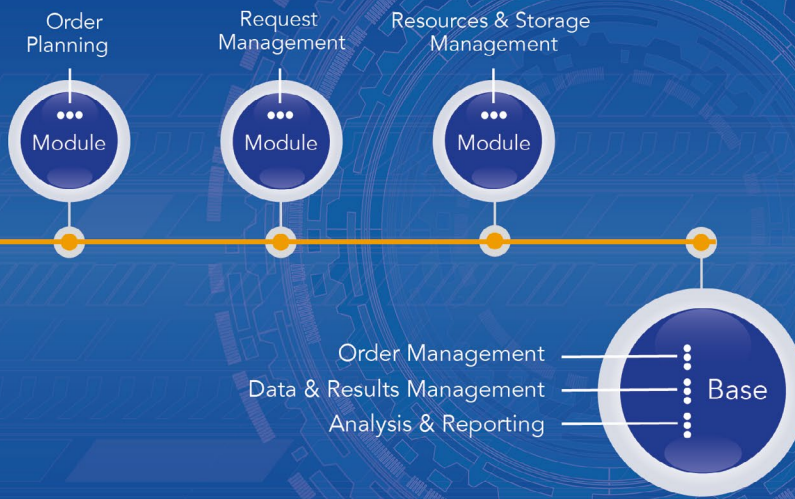 Order
Planning
Request
Management
Resources & Storage
Management
Module
Module
Module
Order Management
Data & Results Management
Analysis & Reporting
Base